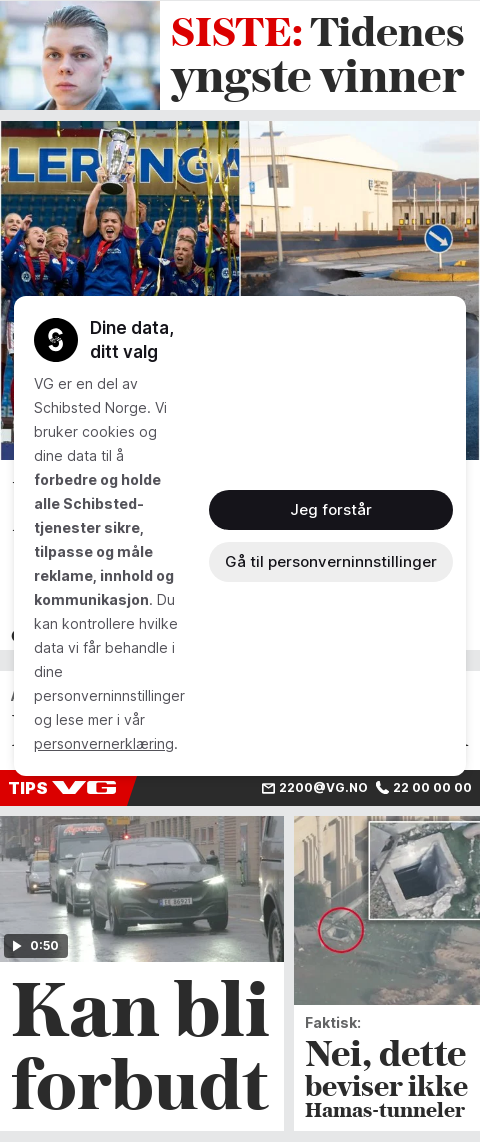 SISTE: Tidenes
yngste vinner
LERENGA
Dine data,
ditt valg
VG er en del av
Schibsted Norge. Vi
bruker cookies og
dine data til å
forbedre og holde
alle Schibsted-
tjenester sikre,
tilpasse og måle
reklame, innhold og
kommunikasjon. Du
kan kontrollere hvilke
data vi får behandle i
dine
personverninnstillinger
og lese mer i vår
personvernerklæring.
Jeg forstår
Gå til personverninnstillinger
TIPS VG
2200@VG.NO 22 00 00 00
0:50
Kan bli
forbudt
Faktisk:
Nei, dette
beviser ikke
Hamas-tunneler